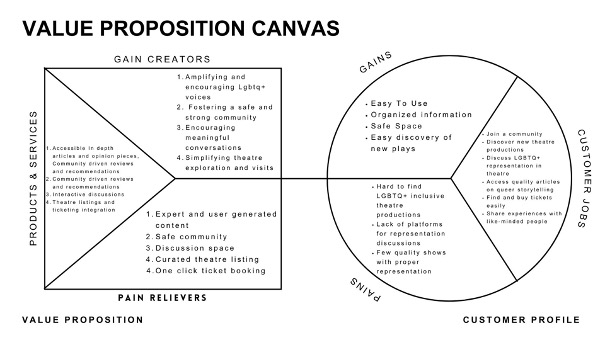 VALUE PROPOSITION CANVAS
GAIN CREATORS
PRODUCTS & SERVICES
1. Accessible in depth
articles and opinion pieces,
Community driven reviews
and recommendations
2. Community driven reviews
and recommendations
3. Interactive discussions
4. Theatre listings and
ticketing integration
1. Amplifying and
encouraging Lgbtq+
voices
2. Fostering a safe and
strong community
3. Encouraging
meaningful
conversations
4. Simplifying theatre
exploration and visits
1. Expert and user generated
content
2. Safe community
3. Discussion space
4. Curated theatre listing
4. One click ticket booking
PAIN RELIEVERS
VALUE PROPOSITION
GAINS
• Easy To Use
• Organized information
• Safe Space
• Easy discovery of
new plays
• Hard to find
LGBTQ+ inclusive
theatre
productions
• Lack of platforms
for representation
discussions
• Few quality shows
with proper
representation
PAINS
• Join a community
• Discover new theatre
productions
• Discuss LGBTQ+
representation in
theatre
• Access quality articles
on queer storytelling
• Find and buy tickets
easily
• Share experiences with
like-minded people
CUSTOMER JOBS
CUSTOMER PROFILE